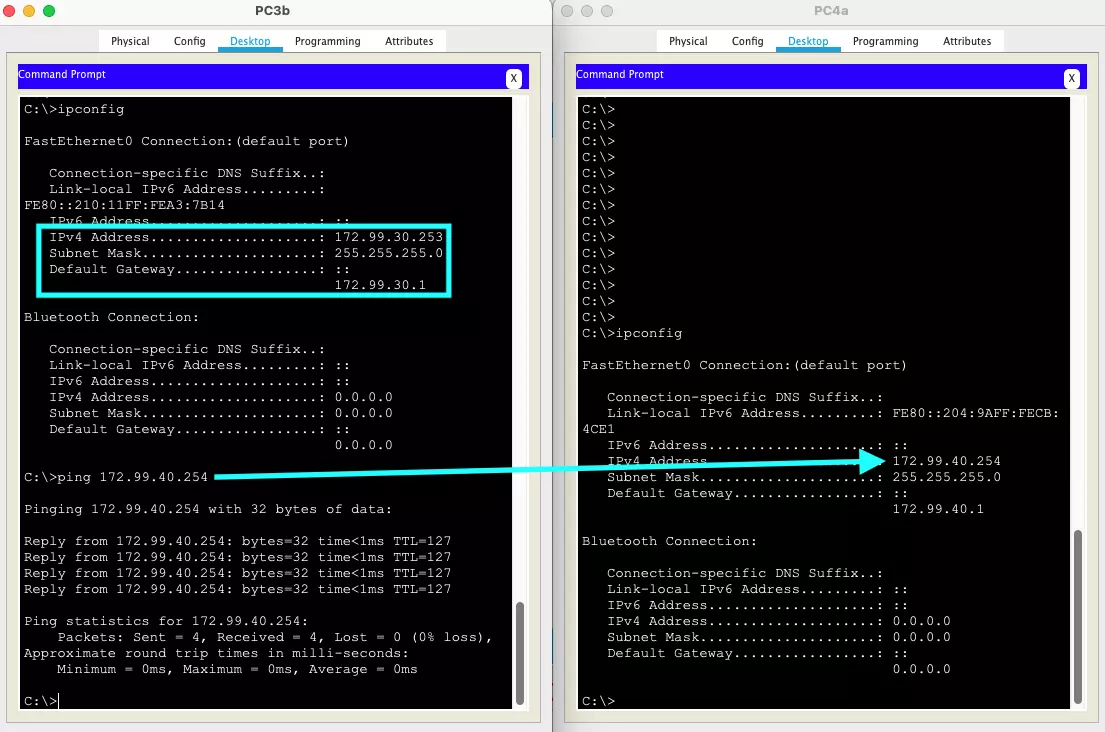 PC3b
Physical Config Desktop Programming Attributes
Command Prompt
X
C:\>ipconfig
FastEthernet0 Connection:(default port)
Connection-specific DNS Suffix..:
Link-local IPv6 Address.........:
FE80::210:11FF:FEA3:7B14
IPv6 Address....................: ::
IPv4 Address....................: 172.99.30.253
Subnet Mask.....................: 255.255.255.0
Default Gateway.................: ::
172.99.30.1
Bluetooth Connection:
Connection-specific DNS Suffix..:
Link-local IPv6 Address.........: ::
IPv6 Address....................: ::
IPv4 Address....................: 0.0.0.0
Subnet Mask.....................: 0.0.0.0
Default Gateway.................: ::
0.0.0.0
C:\>ping 172.99.40.254
Pinging 172.99.40.254 with 32 bytes of data:
Reply from 172.99.40.254: bytes=32 time<1ms TTL=127
Reply from 172.99.40.254: bytes=32 time<1ms TTL=127
Reply from 172.99.40.254: bytes=32 time<1ms TTL=127
Reply from 172.99.40.254: bytes=32 time<1ms TTL=127
Ping statistics for 172.99.40.254:
Packets: Sent = 4, Received = 4, Lost = 0 (0% loss),
Approximate round trip times in milli-seconds:
Minimum = 0ms, Maximum = 0ms, Average = 0ms
C:\>
PC4a
Physical Config Desktop Programming Attributes
Command Prompt
X
C:\>
C:\>
C:\>
C:\>
C:\>
C:\>
C:\>
C:\>
C:\>
C:\>
C:\>
C:\>
C:\>
C:\>
C:\>ipconfig
FastEthernet0 Connection:(default port)
Connection-specific DNS Suffix..:
Link-local IPv6 Address.........: FE80::204:9AFF:FECB:
4CE1
IPv6 Address....................: ::
IPv4 Address....................: 172.99.40.254
Subnet Mask.....................: 255.255.255.0
Default Gateway.................: ::
172.99.40.1
Bluetooth Connection:
Connection-specific DNS Suffix..:
Link-local IPv6 Address.........: ::
IPv6 Address....................: ::
IPv4 Address....................: 0.0.0.0
Subnet Mask.....................: 0.0.0.0
Default Gateway.................: ::
0.0.0.0
C:\>